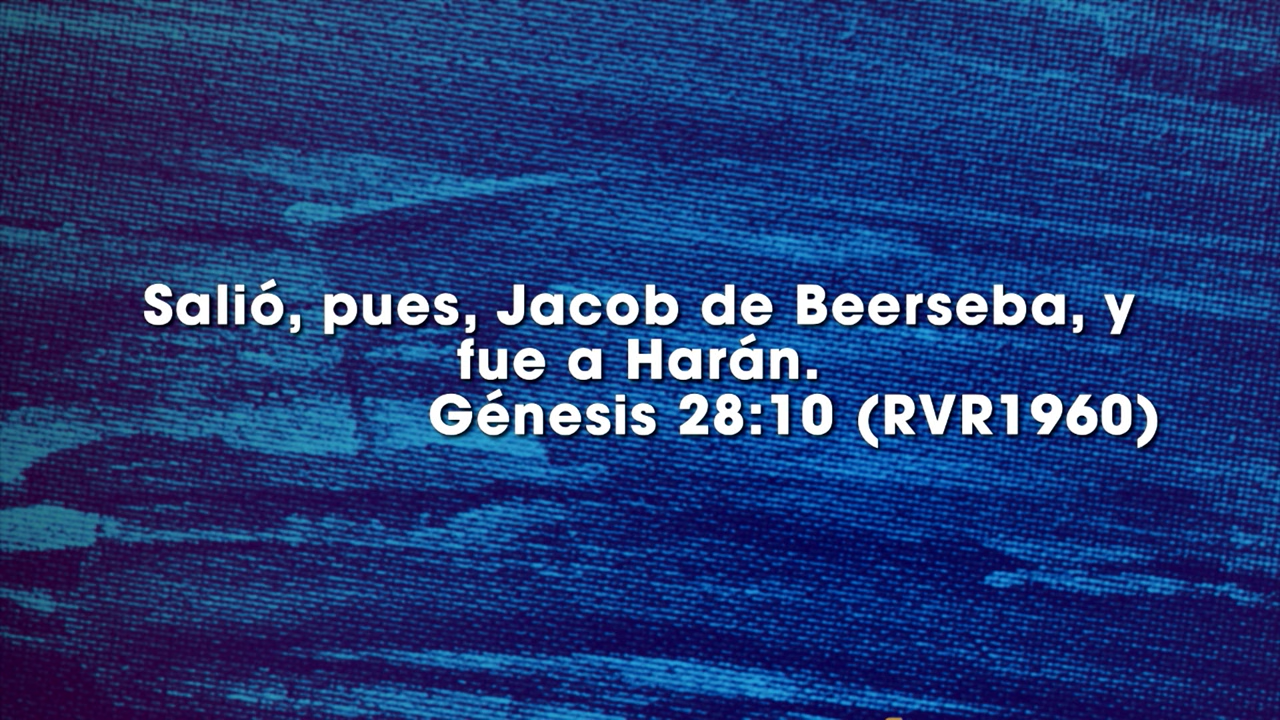 Salió, pues, Jacob de Beerseba, y
fue a Harán.
Génesis 28:10 (RVR1960)